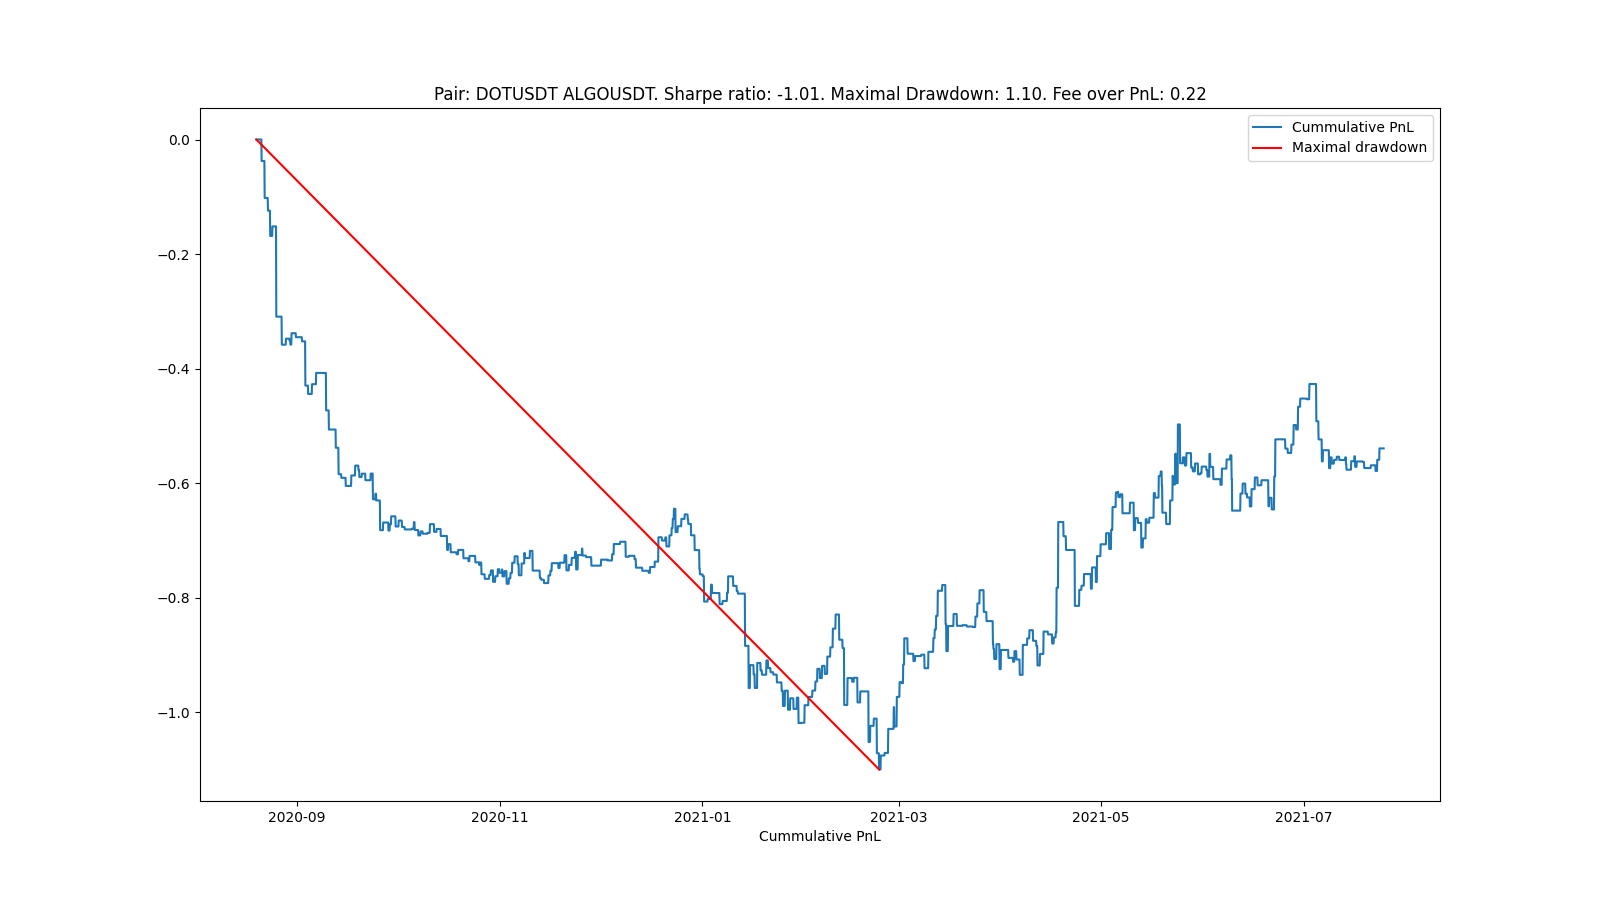 Pair: DOTUSDT ALGOUSDT. Sharpe ratio: -1.01. Maximal Drawdown: 1.10. Fee over PnL: 0.22
Cummulative PnL
Maximal drawdown
0.0
−0.2
−0.4
−0.6
−0.8
−1.0
2020-09 2020-11 2021-01 2021-03 2021-05 2021-07
Cummulative PnL